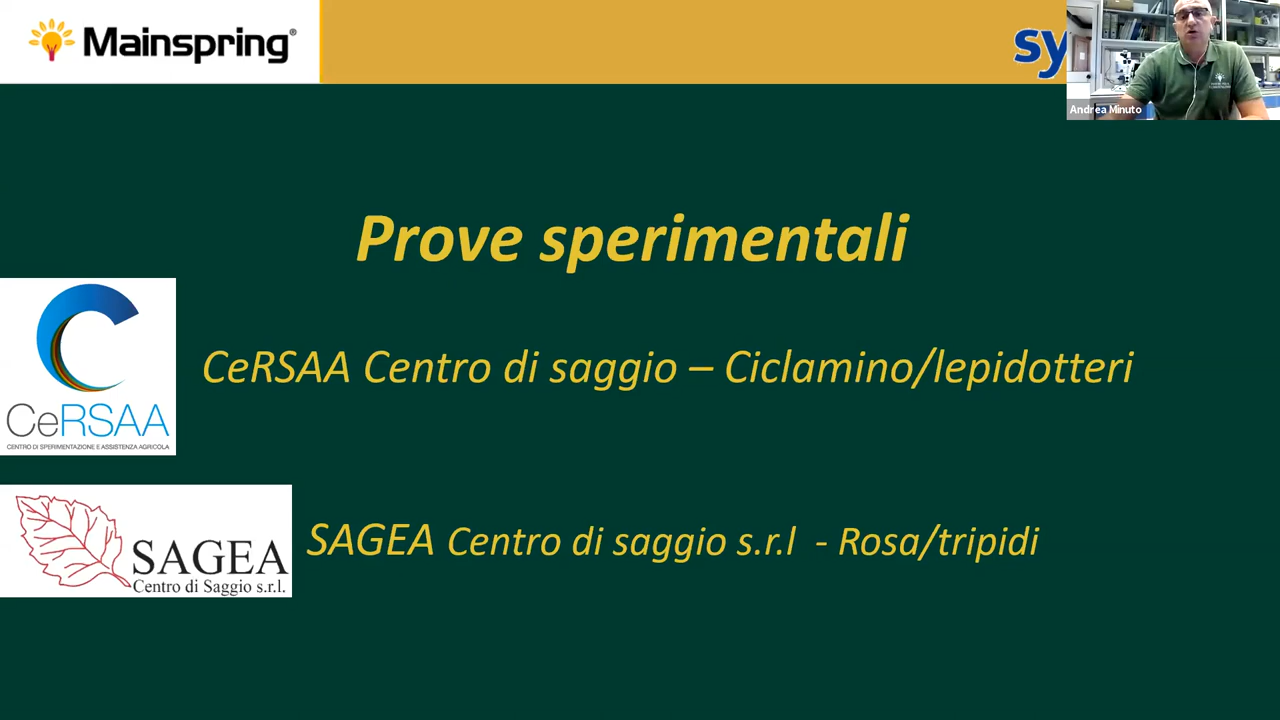 Mainspring®
sy
Andrea Minuto
Prove sperimentali
CeRSAA
CENTRO DI SPERIMENTAZIONE E ASSISTENZA AGRICOLA
CeRSAA Centro di saggio – Ciclamino/lepidotteri
SAGEA
Centro di Saggio s.r.l.
SAGEA Centro di saggio s.r.l - Rosa/tripidi